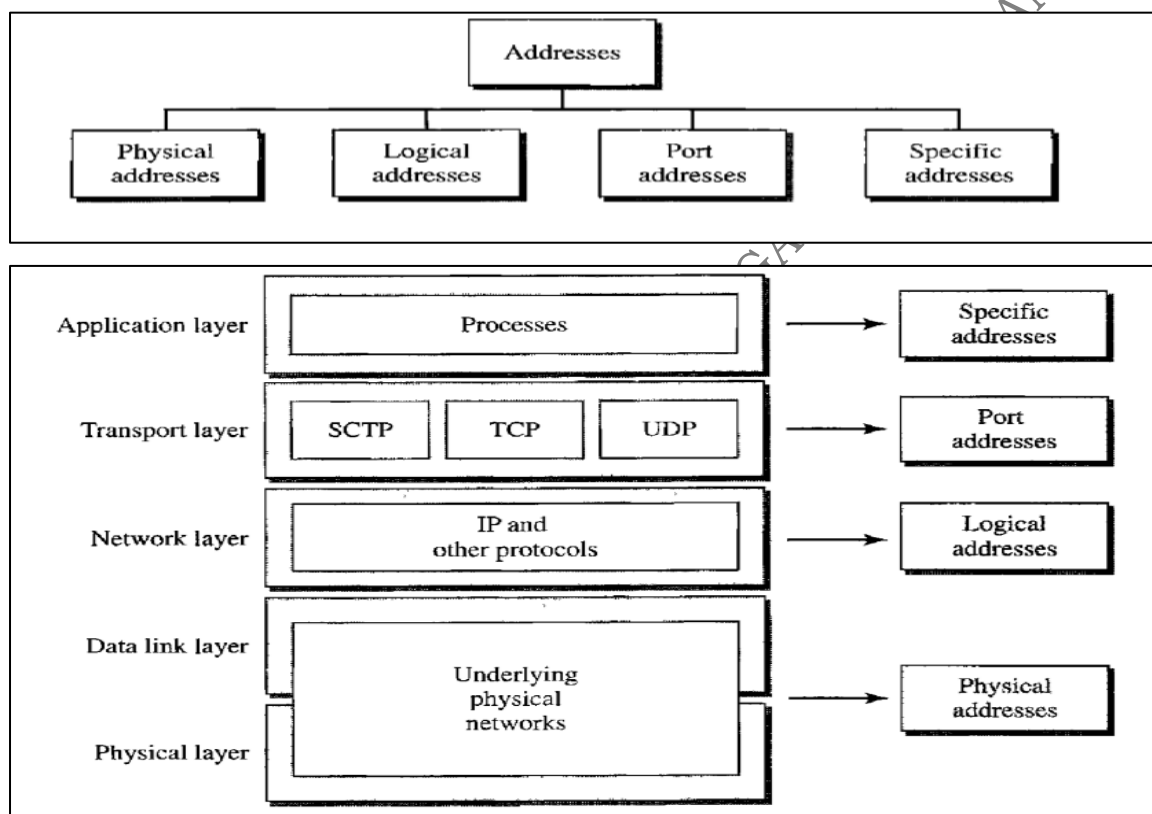 Addresses
Physical
addresses
Logical
addresses
Port
addresses
Specific
addresses
Application layer
Processes
Specific
addresses
Transport layer
SCTP
TCP
UDP
Port
addresses
Network layer
IP and
other protocols
Logical
addresses
Data link layer
Underlying
physical
networks
Physical
addresses
Physical layer